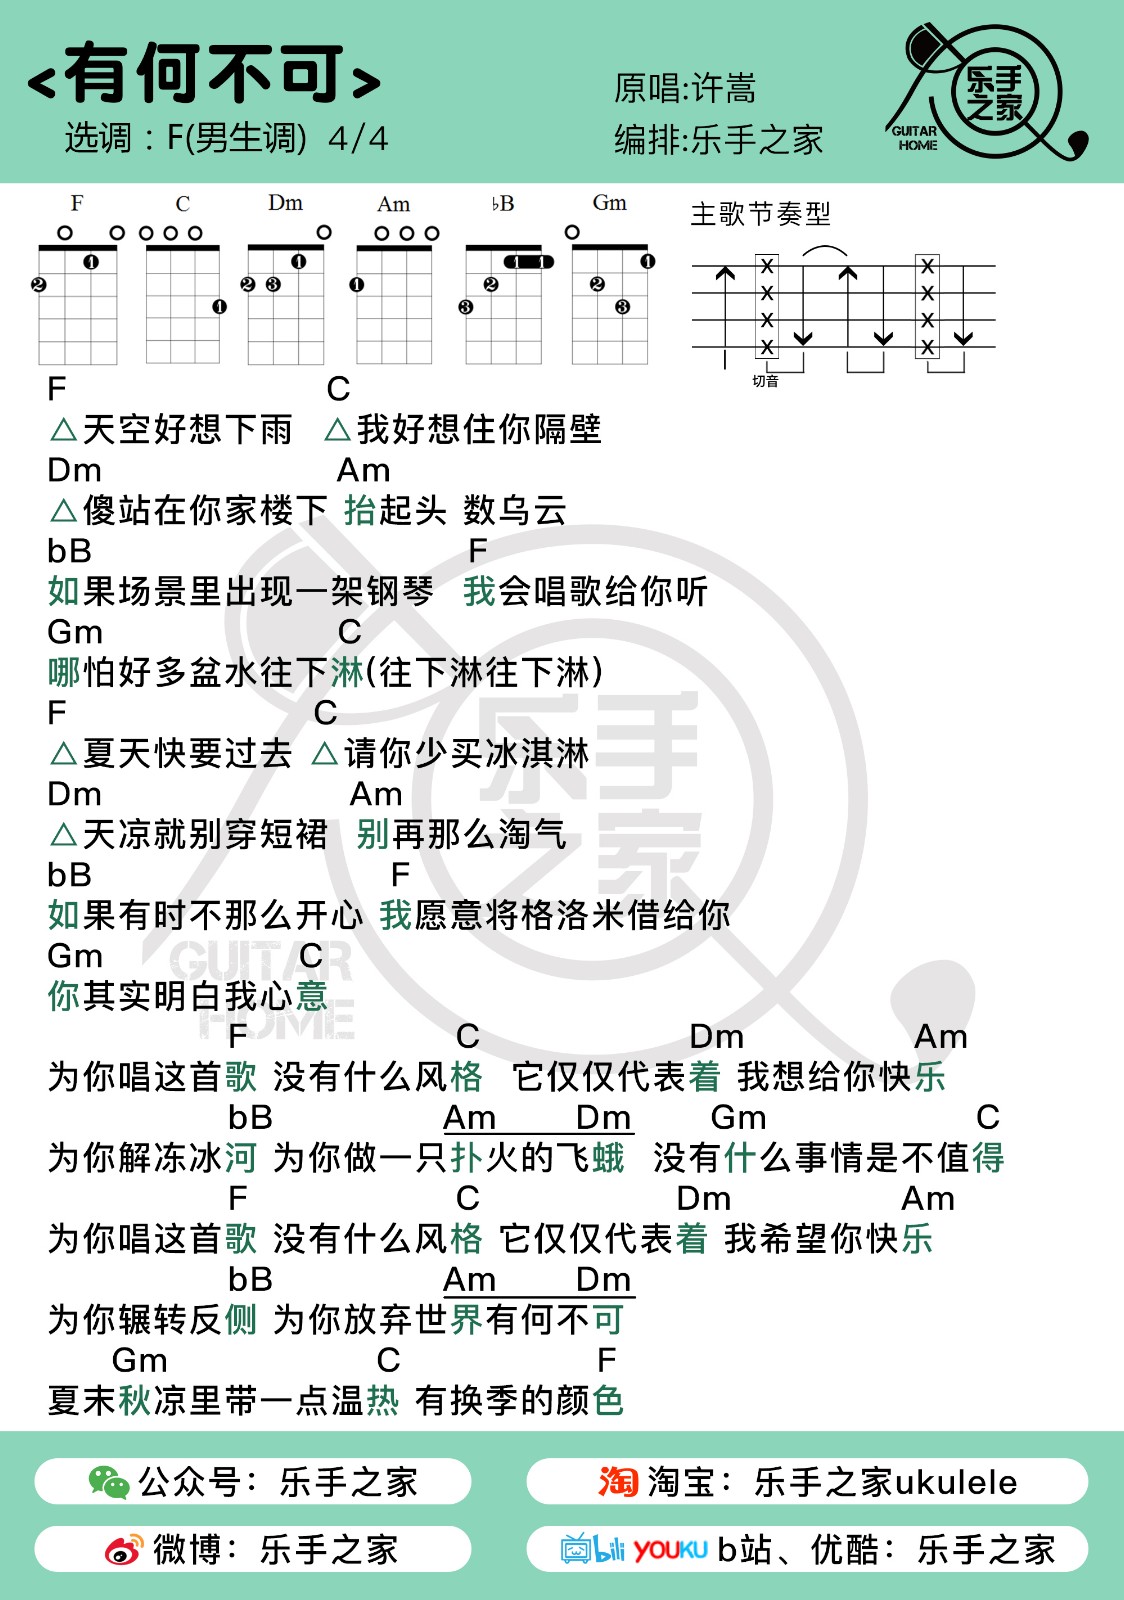 <有何不可>
选调：F(男生调) 4/4
原唱:许嵩
编排:乐手之家
乐手之家
GUITAR HOME
F C Dm Am ♭B Gm
主歌节奏型
切音
F C
△天空好想下雨 △我好想住你隔壁
Dm Am
△傻站在你家楼下 抬起头 数乌云
bB F
如果场景里出现一架钢琴 我会唱歌给你听
Gm C
哪怕好多盆水往下淋(往下淋往下淋)
F C
△夏天快要过去 △请你少买冰淇淋
Dm Am
△天凉就别穿短裙 别再那么淘气
bB F
如果有时不那么开心 我愿意将格洛米借给你
Gm C
你其实明白我心意
F C Dm Am
为你唱这首歌 没有什么风格 它仅仅代表着 我想给你快乐
bB Am Dm Gm C
为你解冻冰河 为你做一只扑火的飞蛾 没有什么事情是不值得
F C Dm Am
为你唱这首歌 没有什么风格 它仅仅代表着 我希望你快乐
bB Am Dm
为你辗转反侧 为你放弃世界有何不可
Gm C F
夏末秋凉里带一点温热 有换季的颜色
乐手之家
GUITAR HOME
公众号：乐手之家
淘 淘宝：乐手之家ukulele
微博：乐手之家
bili YOUKU b站、优酷：乐手之家